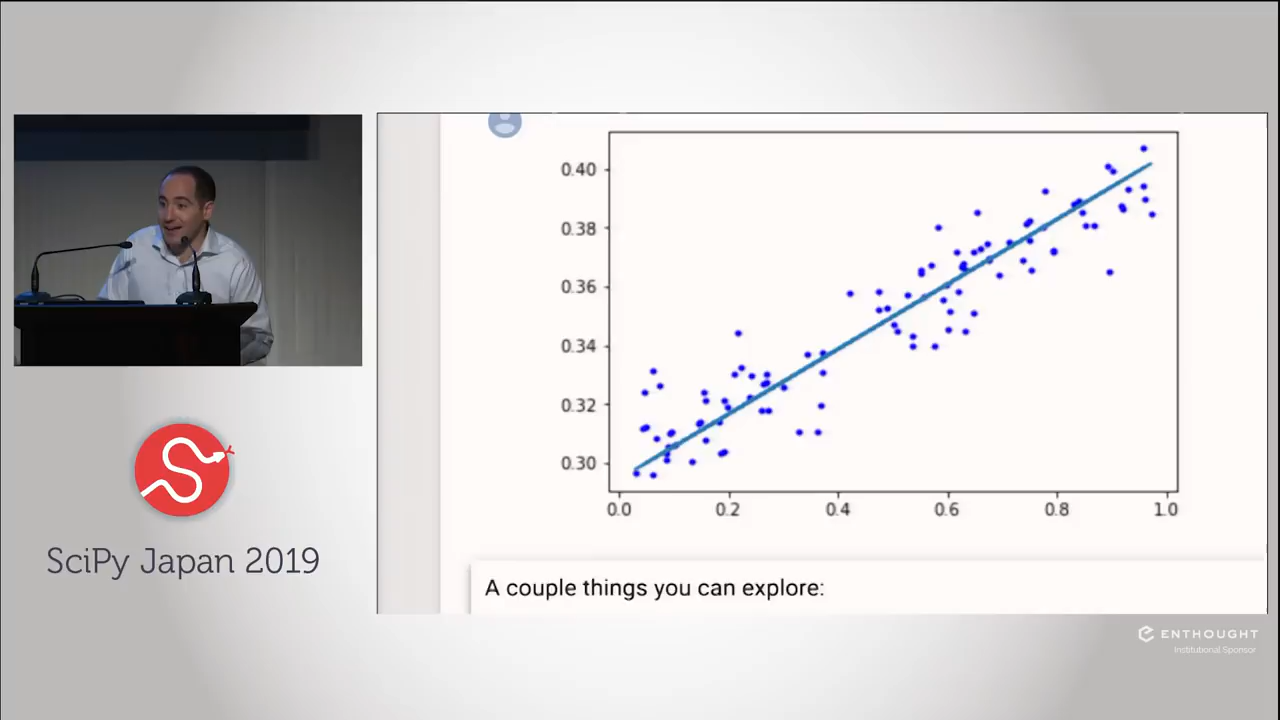 0.40
0.38
0.36
0.34
0.32
0.30
0.0 0.2 0.4 0.6 0.8 1.0
A couple things you can explore:
SciPy Japan 2019
ENTHOUGHT
Institutional Sponsor